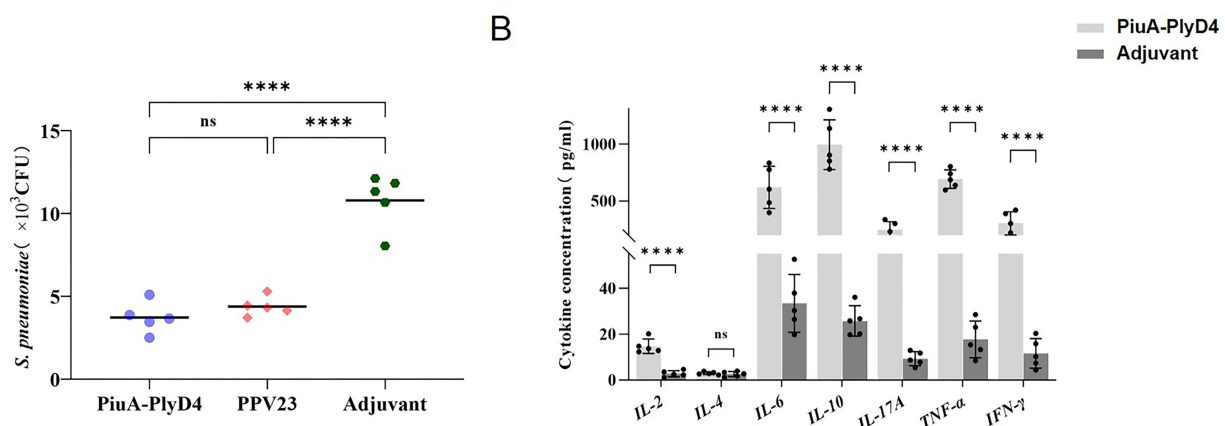 S. pneumoniae( ×10³CFU)
15
10
5
0
****
ns
****
PiuA-PlyD4
PPV23
Adjuvant
B
PiuA-PlyD4
Adjuvant
Cytokine concentration( pg/ml)
1000
500
40
20
0
****
ns
****
****
****
****
****
IL-2
IL-4
IL-6
IL-10
IL-17A
TNF-α
IFN-γ